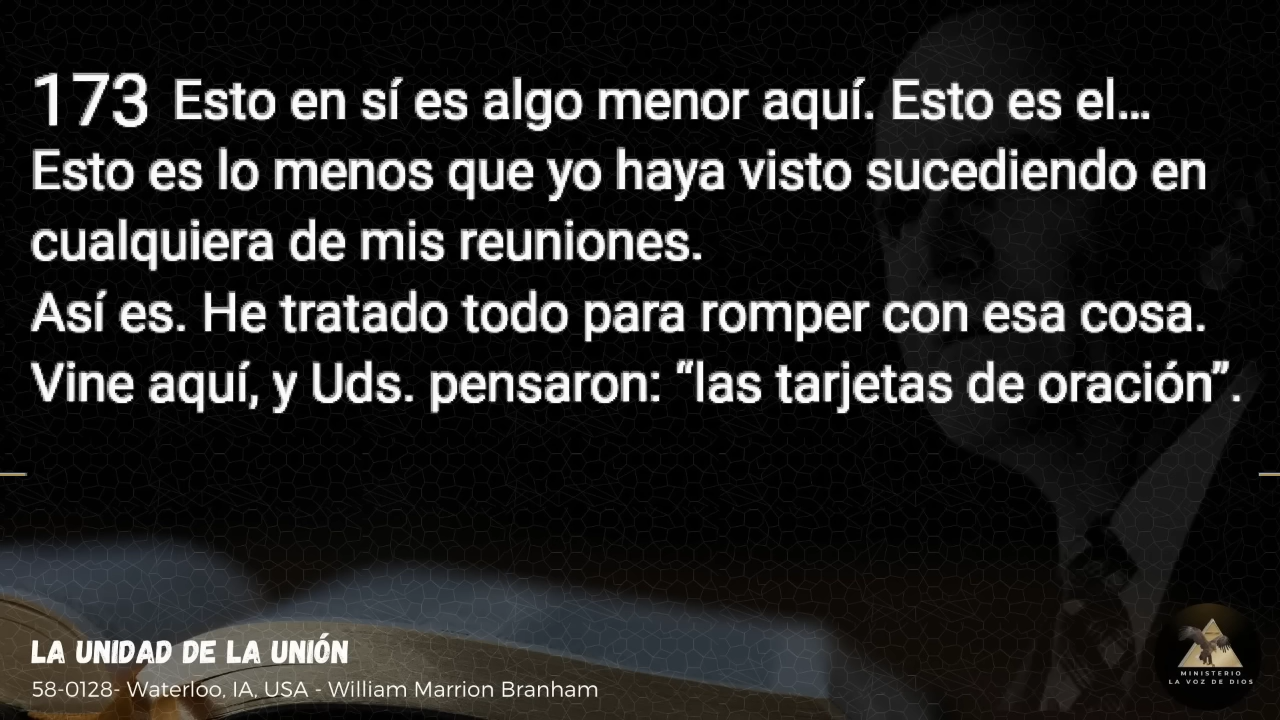 173 Esto en sí es algo menor aquí. Esto es el...
Esto es lo menos que yo haya visto sucediendo en
cualquiera de mis reuniones.
Así es. He tratado todo para romper con esa cosa.
Vine aquí, y Uds. pensaron: “las tarjetas de oración”.
LA UNIDAD DE LA UNIÓN
58-0128- Waterloo, IA, USA - William Marrion Branham
MINISTERIO
LA VOZ DE DIOS